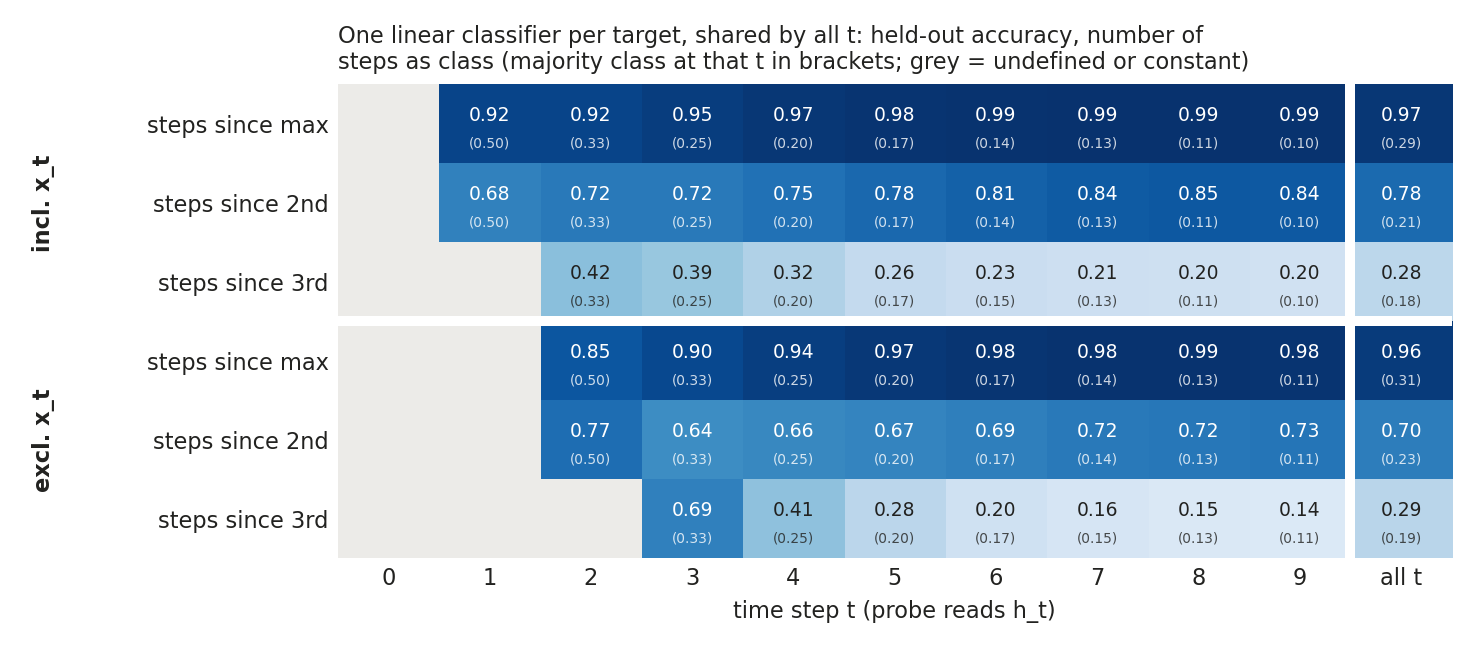 One linear classifier per target, shared by all t: held-out accuracy, number of
steps as class (majority class at that t in brackets; grey = undefined or constant)
incl. x_t
steps since max
0.92 0.92 0.95 0.97 0.98 0.99 0.99 0.99 0.99 0.97
(0.50) (0.33) (0.25) (0.20) (0.17) (0.14) (0.13) (0.11) (0.10) (0.29)
steps since 2nd
0.68 0.72 0.72 0.75 0.78 0.81 0.84 0.85 0.84 0.78
(0.50) (0.33) (0.25) (0.20) (0.17) (0.14) (0.13) (0.11) (0.10) (0.21)
steps since 3rd
0.42 0.39 0.32 0.26 0.23 0.21 0.20 0.20 0.28
(0.33) (0.25) (0.20) (0.17) (0.15) (0.13) (0.11) (0.10) (0.18)
excl. x_t
steps since max
0.85 0.90 0.94 0.97 0.98 0.98 0.99 0.98 0.96
(0.50) (0.33) (0.25) (0.20) (0.17) (0.14) (0.13) (0.11) (0.31)
steps since 2nd
0.77 0.64 0.66 0.67 0.69 0.72 0.72 0.73 0.70
(0.50) (0.33) (0.25) (0.20) (0.17) (0.14) (0.13) (0.11) (0.23)
steps since 3rd
0.69 0.41 0.28 0.20 0.16 0.15 0.14 0.29
(0.33) (0.25) (0.20) (0.17) (0.15) (0.13) (0.11) (0.19)
0 1 2 3 4 5 6 7 8 9 all t
time step t (probe reads h_t)